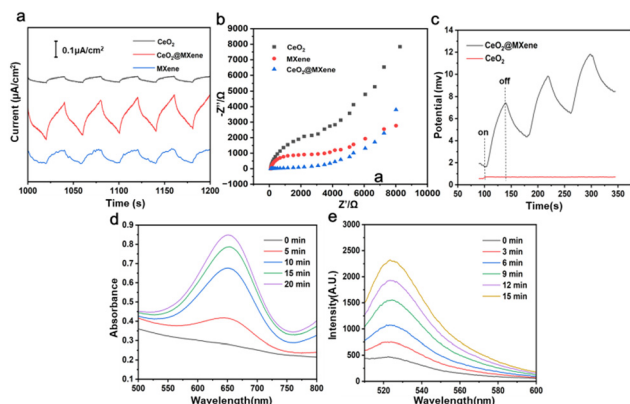 a
0.1μA/cm²
CeO₂
CeO₂@MXene
MXene
Current (μA/cm²)
1000 1050 1100 1150 1200
Time (s)
b
9000
8000
7000
6000
5000
4000
3000
2000
1000
0
-1000
-Z''/Ω
CeO₂
MXene
CeO₂@MXene
a
0 2000 4000 6000 8000 10000
Z'/Ω
c
14
12
10
8
6
4
2
0
Potential (mv)
CeO₂@MXene
CeO₂
off
on
50 100 150 200 250 300 350
Time(s)
d
0.9
0.8
0.7
0.6
0.5
0.4
0.3
0.2
0.1
Absorbance
0 min
5 min
10 min
15 min
20 min
500 550 600 650 700 750 800
Wavelength(nm)
e
3000
2500
2000
1500
1000
500
0
Intensity(A.U.)
0 min
3 min
6 min
9 min
12 min
15 min
520 540 560 580 600
Wavelength(nm)